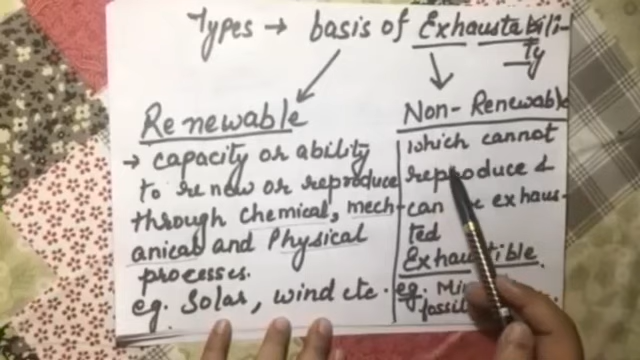 Types → basis of Exhaustabili-
ty
Renewable
→ capacity or ability
to renew or reproduce
through chemical, mech-
anical and Physical
processes.
eg. Solar, wind etc.
Non-Renewable
which cannot
reproduce &
can exhaus-
ted
Exhaustible
eg.